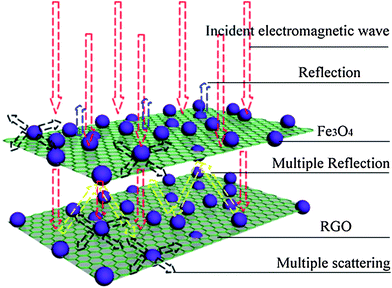 Incident electromagnetic wave
Reflection
Fe3O4
Multiple Reflection
RGO
Multiple scattering